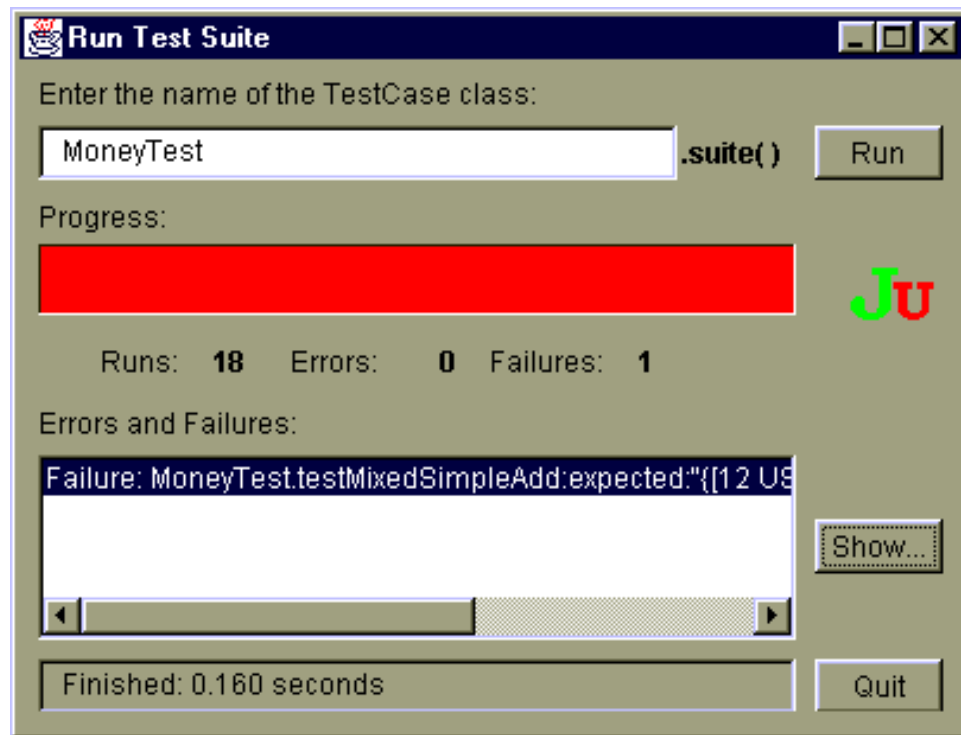 Run Test Suite
Enter the name of the TestCase class:
MoneyTest .suite( ) Run
Progress:
JU
Runs: 18 Errors: 0 Failures: 1
Errors and Failures:
Failure: MoneyTest.testMixedSimpleAdd:expected:"{[12 US
Show...
Finished: 0.160 seconds Quit